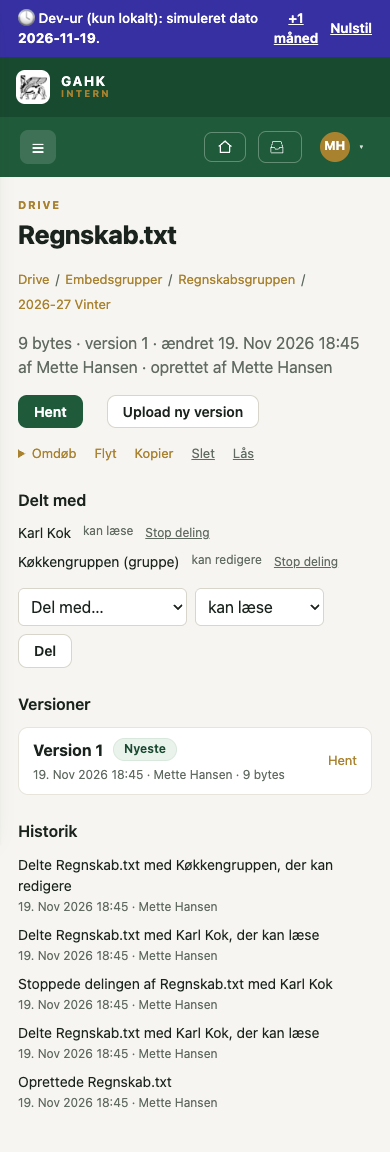 Dev-ur (kun lokalt): simuleret dato
2026-11-19.
+1
måned
Nulstil
GAHK
INTERN
MH
DRIVE
Regnskab.txt
Drive / Embedsgrupper / Regnskabsgruppen /
2026-27 Vinter
9 bytes · version 1 · ændret 19. Nov 2026 18:45
af Mette Hansen · oprettet af Mette Hansen
Hent
Upload ny version
Omdøb Flyt Kopier Slet Lås
Delt med
Karl Kok kan læse Stop deling
Køkkengruppen (gruppe) kan redigere Stop deling
Del med... kan læse
Del
Versioner
Version 1 Nyeste
19. Nov 2026 18:45 · Mette Hansen · 9 bytes
Hent
Historik
Delte Regnskab.txt med Køkkengruppen, der kan
redigere
19. Nov 2026 18:45 · Mette Hansen
Delte Regnskab.txt med Karl Kok, der kan læse
19. Nov 2026 18:45 · Mette Hansen
Stoppede delingen af Regnskab.txt med Karl Kok
19. Nov 2026 18:45 · Mette Hansen
Delte Regnskab.txt med Karl Kok, der kan læse
19. Nov 2026 18:45 · Mette Hansen
Oprettede Regnskab.txt
19. Nov 2026 18:45 · Mette Hansen